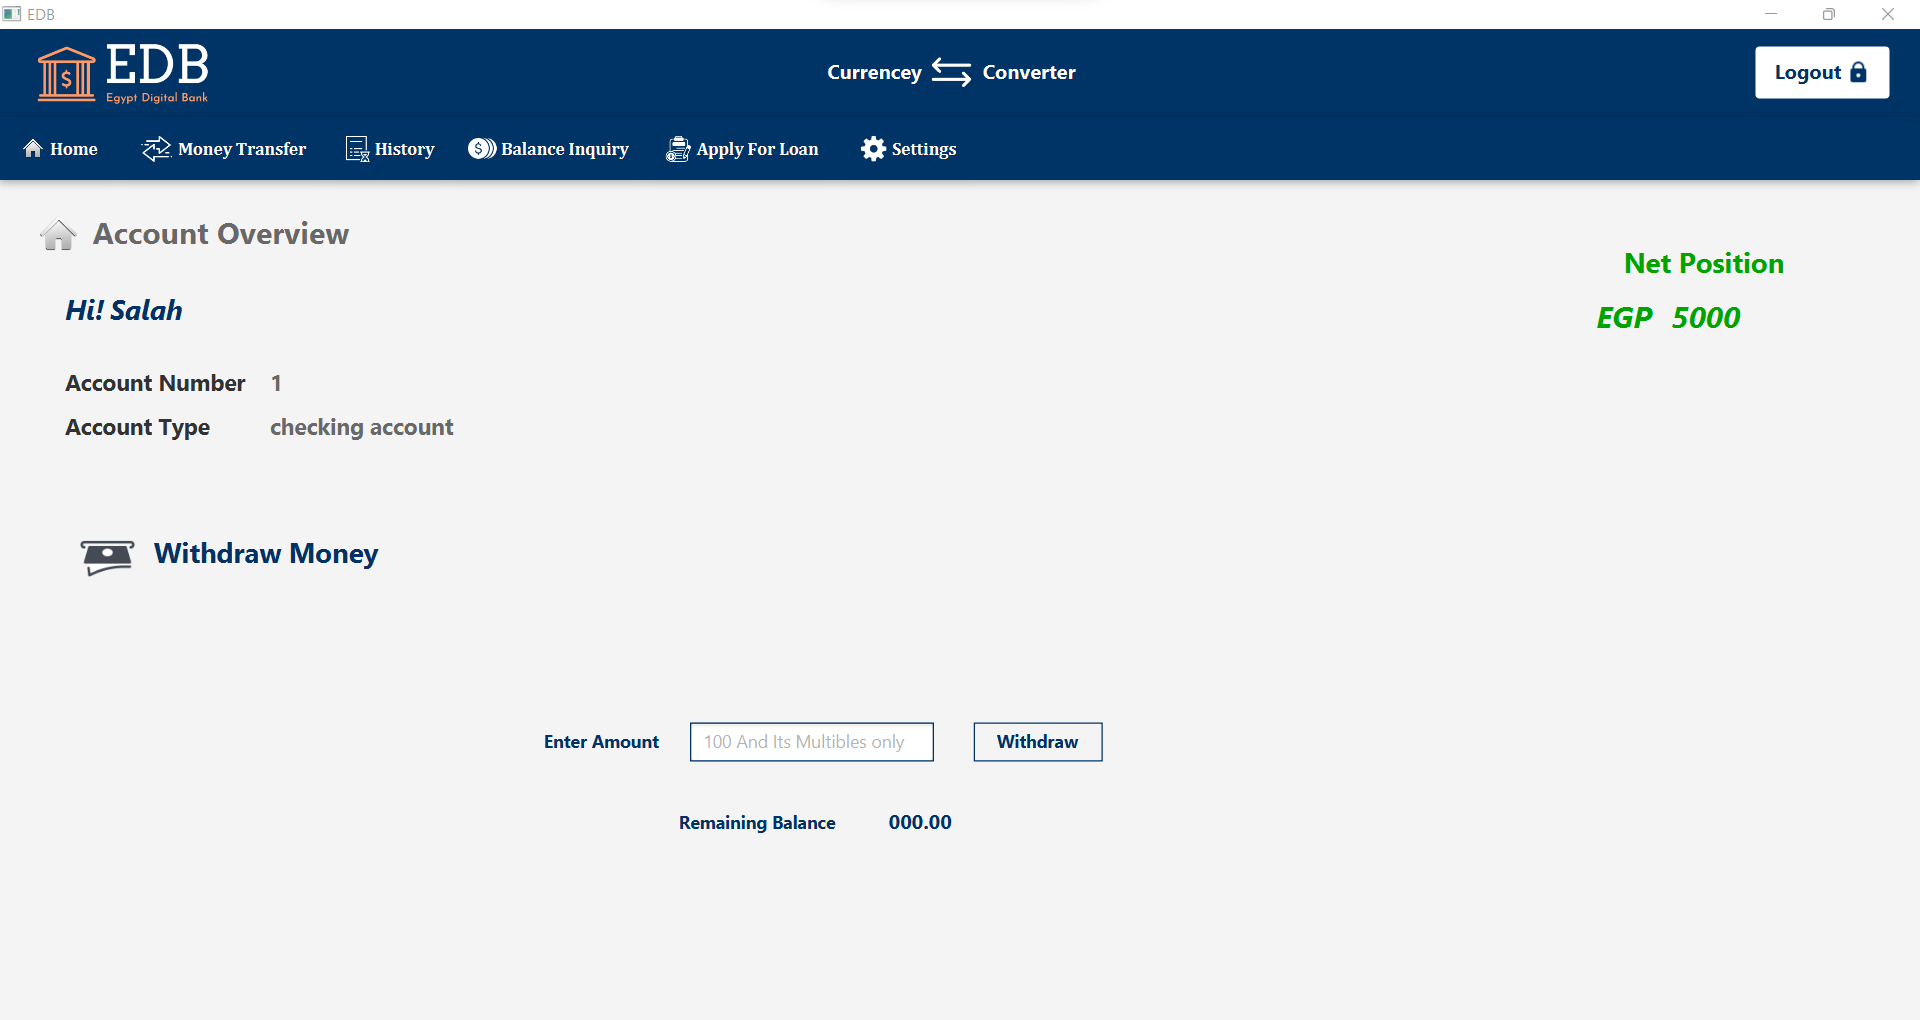 EDB
EDB
Egypt Digital Bank
Currencey Converter
Logout
Home Money Transfer History Balance Inquiry Apply For Loan Settings
Account Overview
Net Position
Hi! Salah
EGP 5000
Account Number 1
Account Type checking account
Withdraw Money
Enter Amount 100 And Its Multibles only Withdraw
Remaining Balance 000.00